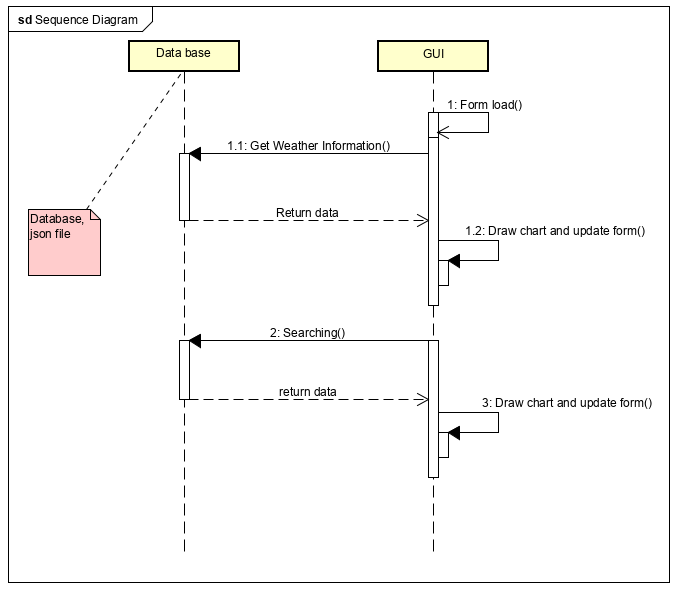 sd Sequence Diagram
Data base
GUI
1: Form load()
1.1: Get Weather Information()
Return data
Database,
json file
1.2: Draw chart and update form()
2: Searching()
return data
3: Draw chart and update form()